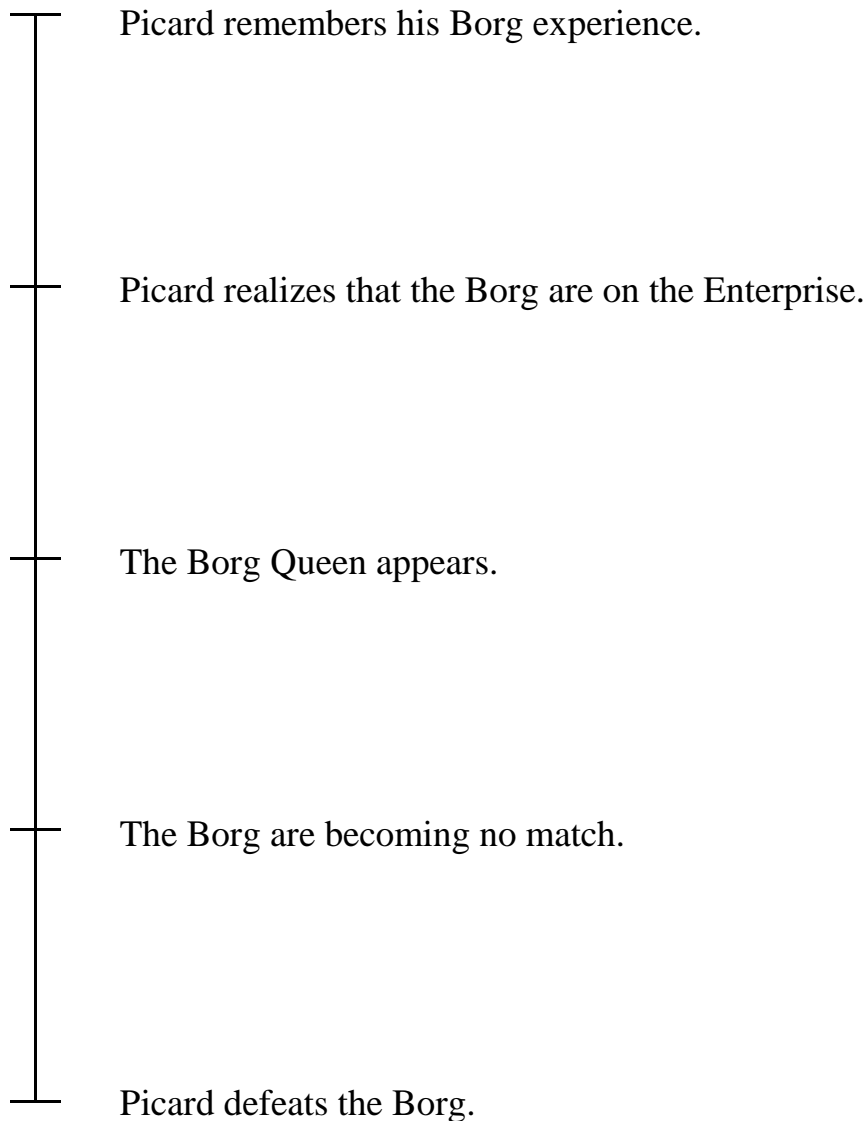 Picard remembers his Borg experience.
Picard realizes that the Borg are on the Enterprise.
The Borg Queen appears.
The Borg are becoming no match.
Picard defeats the Borg.